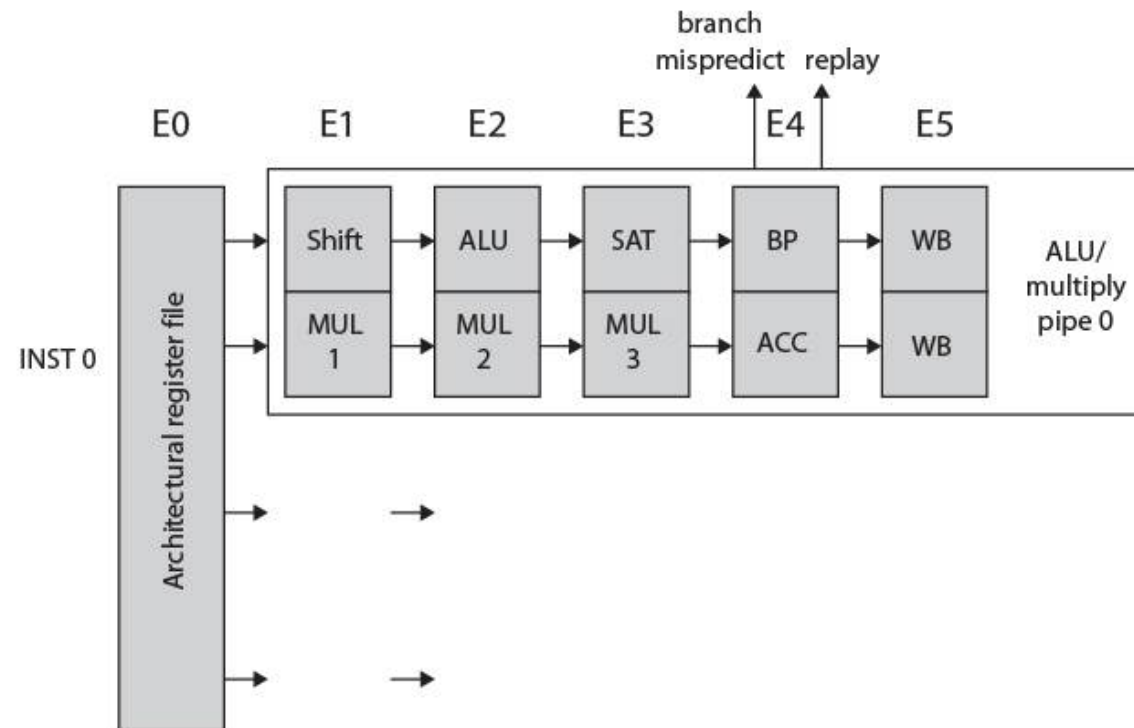 branch
mispredict replay
E0 E1 E2 E3 E4 E5
Shift ALU SAT BP WB
ALU/
multiply
pipe 0
MUL
1
MUL
2
MUL
3
ACC
WB
INST 0
Architectural register file